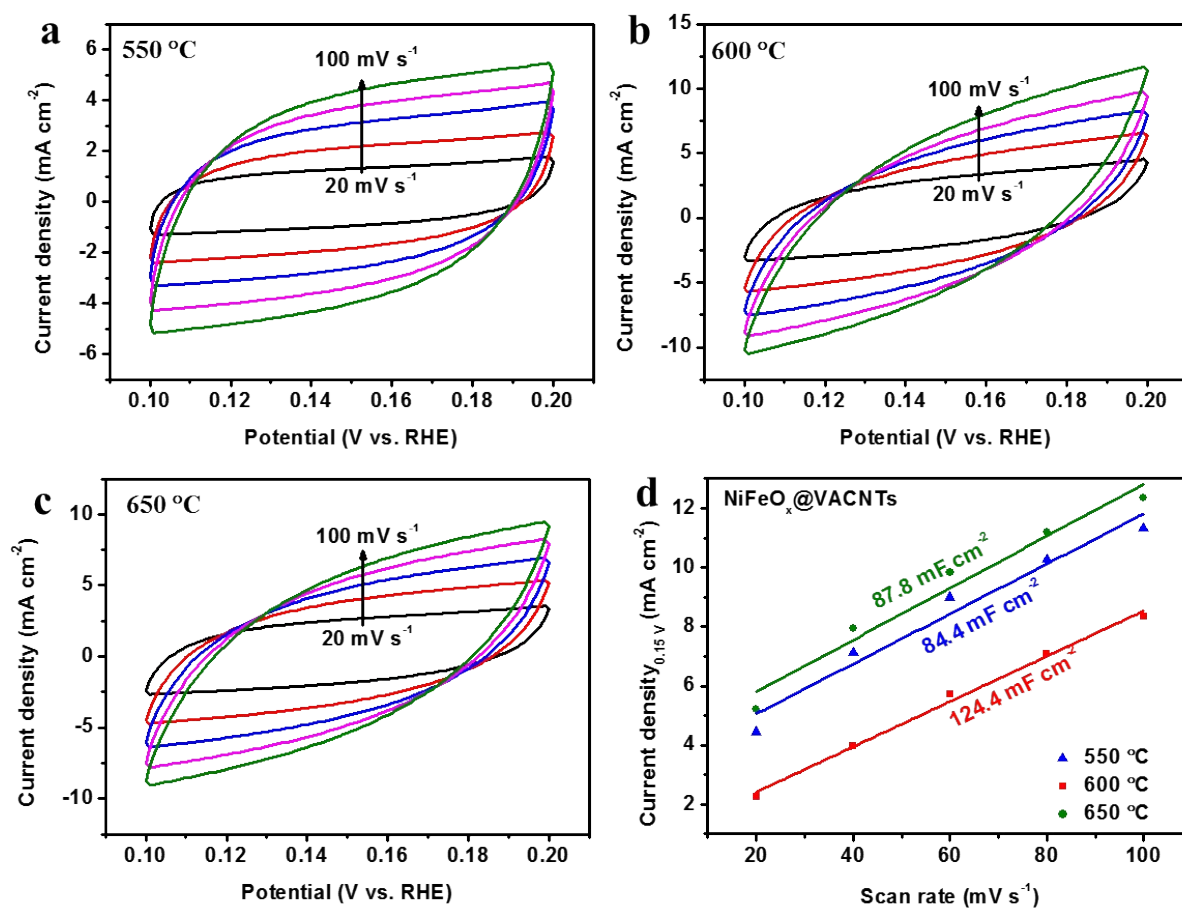 a
550 °C
100 mV s-1
20 mV s-1
6
4
2
0
-2
-4
-6
Current density (mA cm-2)
0.10
0.12
0.14
0.16
0.18
0.20
Potential (V vs. RHE)
b
600 °C
100 mV s-1
20 mV s-1
15
10
5
0
-5
-10
Current density (mA cm-2)
0.10
0.12
0.14
0.16
0.18
0.20
Potential (V vs. RHE)
c
650 °C
100 mV s-1
20 mV s-1
10
5
0
-5
-10
Current density (mA cm-2)
0.10
0.12
0.14
0.16
0.18
0.20
Potential (V vs. RHE)
d
NiFeOx@VACNTs
87.8 mF cm-2
84.4 mF cm-2
124.4 mF cm-2
550 °C
600 °C
650 °C
12
10
8
6
4
2
Current density0.15 V (mA cm-2)
20
40
60
80
100
Scan rate (mV s-1)